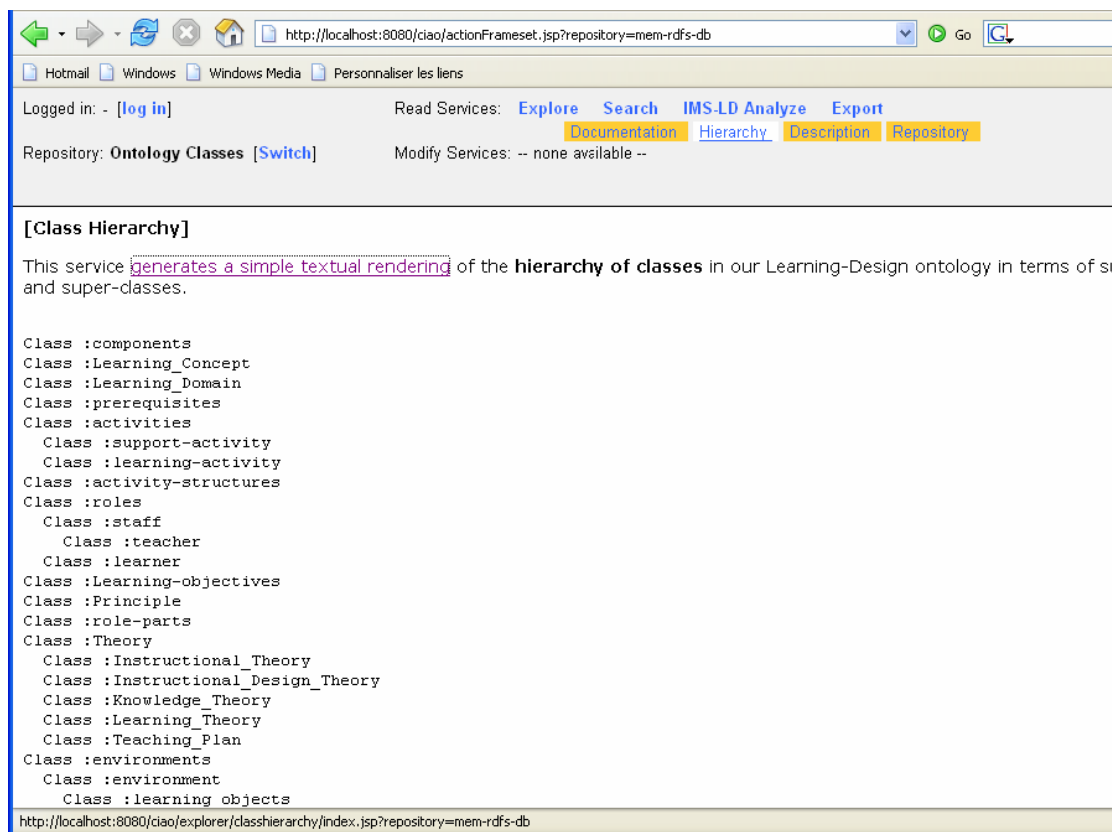 http://localhost:8080/ciao/actionFrameset.jsp?repository=mem-rdfs-db Go G
Hotmail Windows Windows Media Personnaliser les liens
Logged in: - [log in] Read Services: Explore Search IMS-LD Analyze Export
Documentation Hierarchy Description Repository
Repository: Ontology Classes [Switch] Modify Services: -- none available --
[Class Hierarchy]
This service generates a simple textual rendering of the hierarchy of classes in our Learning-Design ontology in terms of
and super-classes.
Class :components
Class :Learning_Concept
Class :Learning_Domain
Class :prerequisites
Class :activities
Class :support-activity
Class :learning-activity
Class :activity-structures
Class :roles
Class :staff
Class :teacher
Class :learner
Class :Learning-objectives
Class :Principle
Class :role-parts
Class :Theory
Class :Instructional_Theory
Class :Instructional_Design_Theory
Class :Knowledge_Theory
Class :Learning_Theory
Class :Teaching_Plan
Class :environments
Class :environment
Class :learning objects
http://localhost:8080/ciao/explorer/classhierarchy/index.jsp?repository=mem-rdfs-db